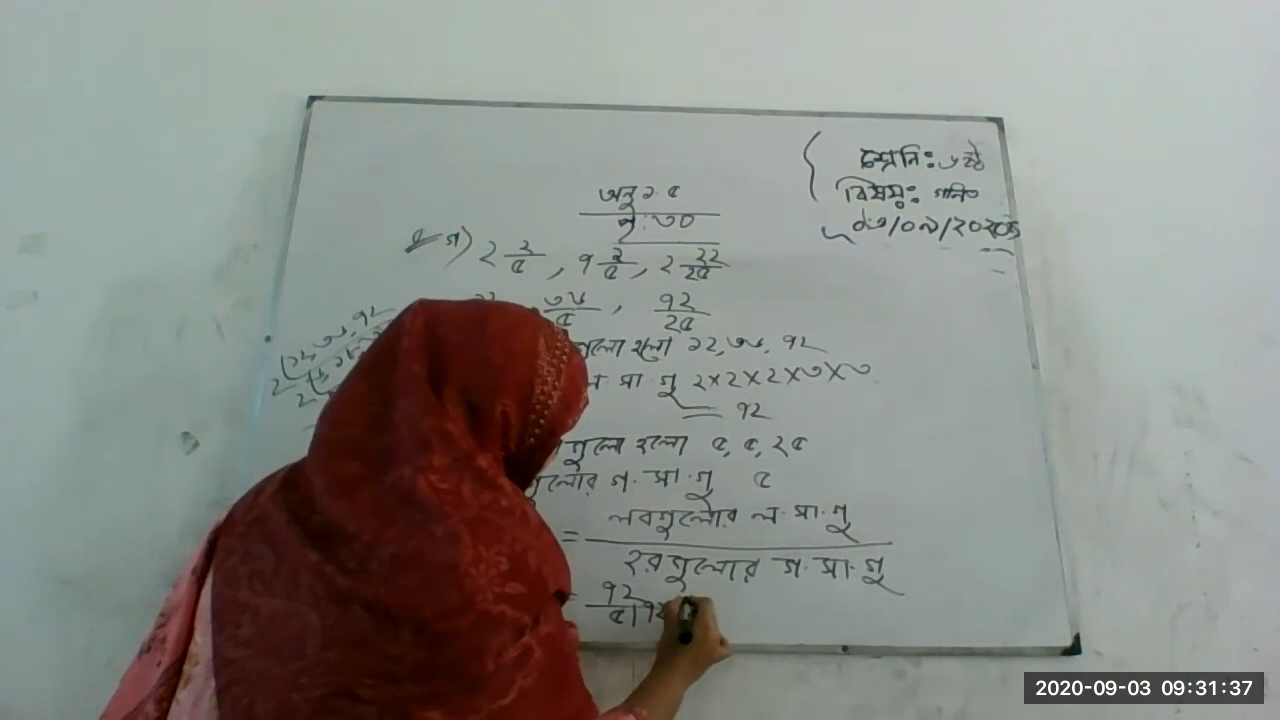 শ্রেনি: ৬ষ্ঠ
বিষয়: গনিত
০৩/০৯/২০২০
অনু ১.৫
পৃ: ৩০
গ) ২ ২/৫ , ৭ ১/৫ , ২ ২২/২৫
৩৬/৫ , ৭২/২৫
গুলো হলো ১২, ৩৬, ৭২
ল সা গু ২×২×২×৩×৩
= ৭২
গুলো হলো ৫, ৫, ২৫
গুলোর গ. সা. গু ৫
= লবগুলোর ল. সা. গু
হরগুলোর গ. সা. গু
= ৭২/৫
2020-09-03 09:31:37